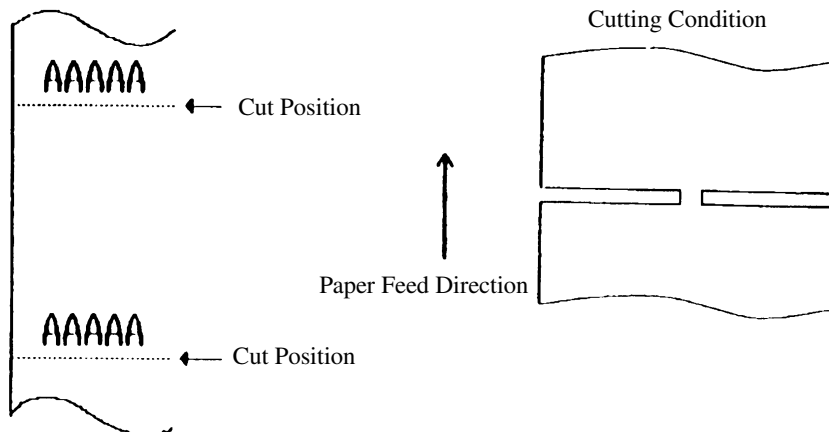 Cutting Condition
AAAAA
Cut Position
Paper Feed Direction
AAAAA
Cut Position